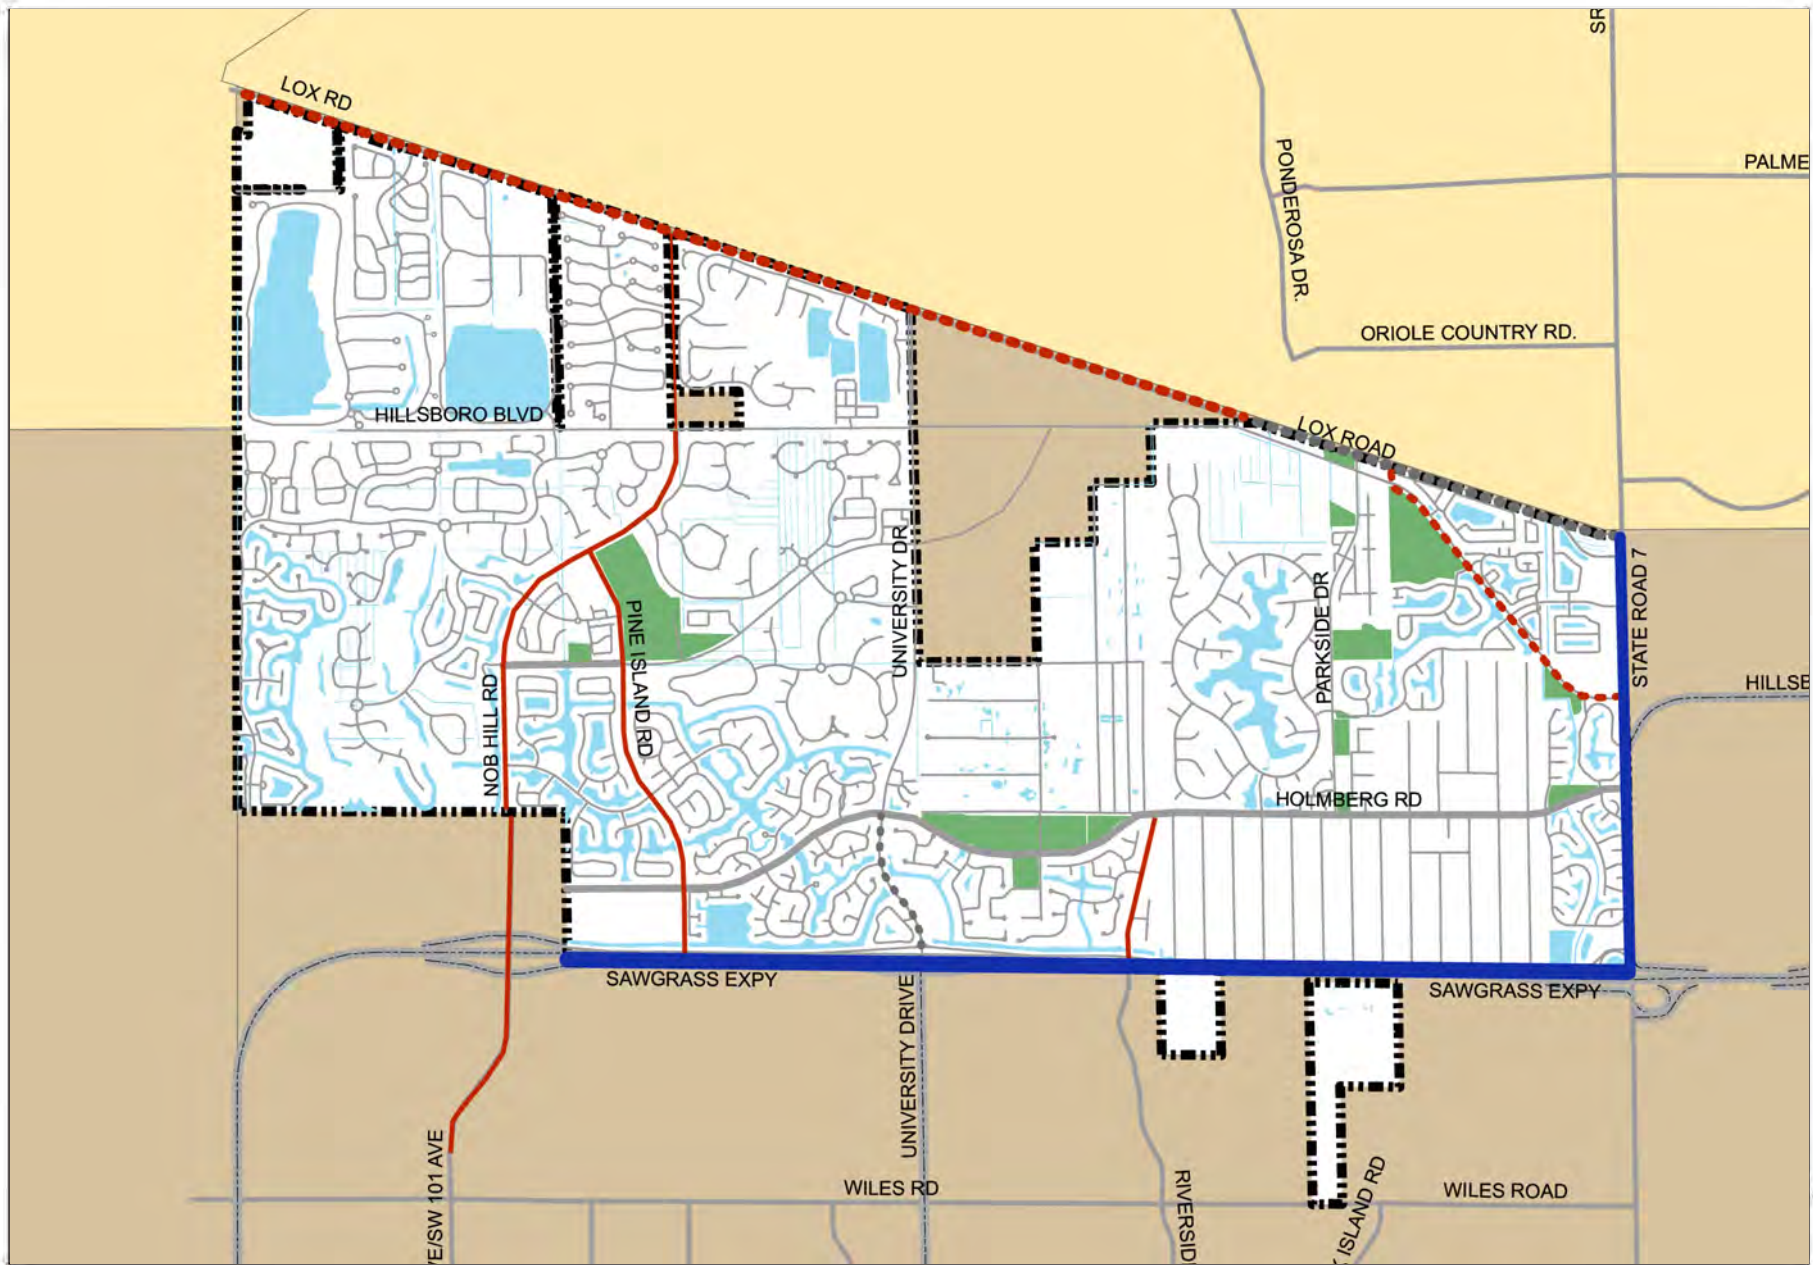 SR
LOX RD
PALME
PONDEROSA DR.
ORIOLE COUNTRY RD.
HILLSBORO BLVD
LOX ROAD
UNIVERSITY DR
STATE ROAD 7
PARKSIDE DR
PINE ISLAND RD
NOB HILL RD
HILLSB
HOLMBERG RD
SAWGRASS EXPY
SAWGRASS EXPY
UNIVERSITY DRIVE
VE/SW 101 AVE
WILES RD
RIVERSID
ISLAND RD
WILES ROAD